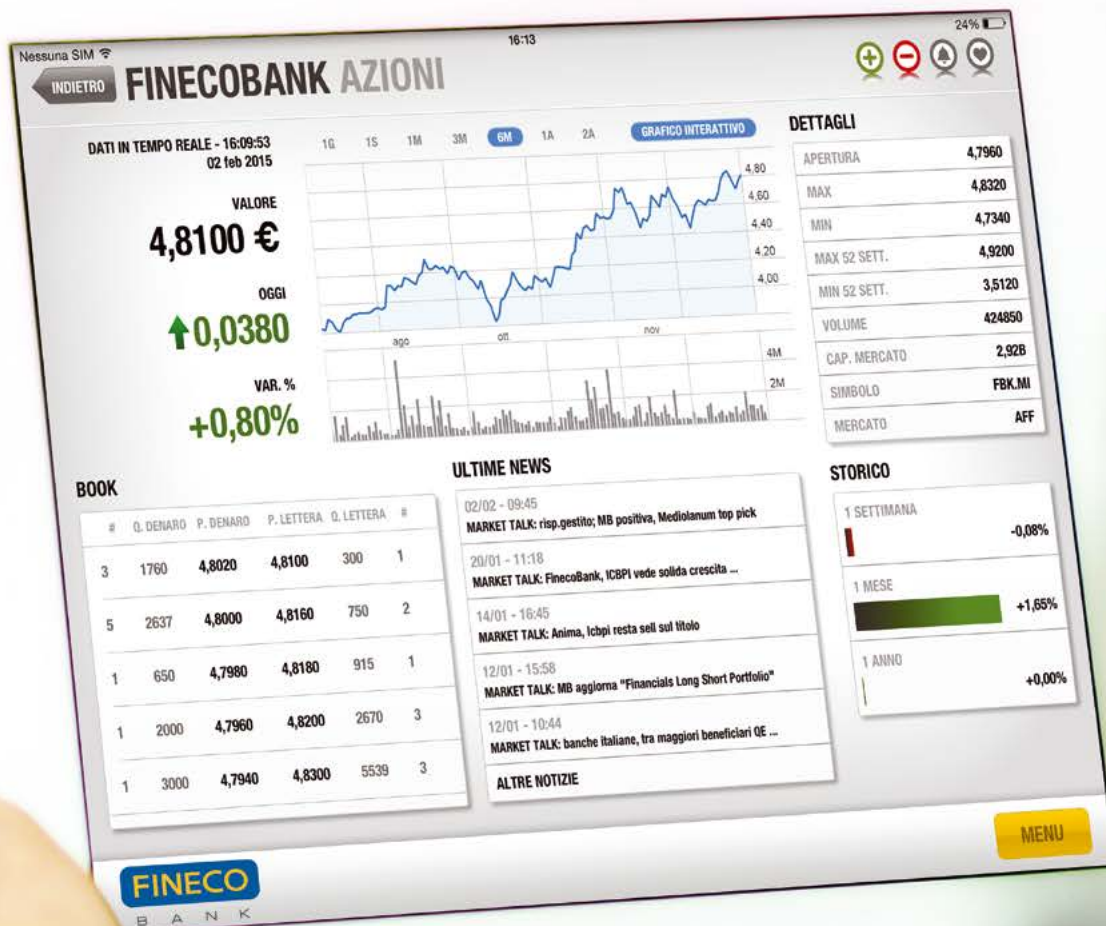 Nessuna SIM
16:13
24%
INDIETRO
FINECOBANK AZIONI
DATI IN TEMPO REALE - 16:09:53
02 feb 2015
VALORE
4,8100 €
OGGI
0,0380
VAR. %
+0,80%
1G 1S 1M 3M 6M 1A 2A GRAFICO INTERATTIVO
4,80
4,60
4,40
4,20
4,00
ago ott nov
4M
2M
DETTAGLI
APERTURA 4,7960
MAX 4,8320
MIN 4,7340
MAX 52 SETT. 4,9200
MIN 52 SETT. 3,5120
VOLUME 424850
CAP. MERCATO 2,92B
SIMBOLO FBK.MI
MERCATO AFF
BOOK
# Q. DENARO P. DENARO P. LETTERA Q. LETTERA #
3 1760 4,8020 4,8100 300 1
5 2637 4,8000 4,8160 750 2
1 650 4,7980 4,8180 915 1
1 2000 4,7960 4,8200 2670 3
1 3000 4,7940 4,8300 5539 3
ULTIME NEWS
02/02 - 09:45
MARKET TALK: risp.gestito; MB positiva, Mediolanum top pick
20/01 - 11:18
MARKET TALK: FinecoBank, ICBPI vede solida crescita ...
14/01 - 16:45
MARKET TALK: Anima, Icbpi resta sell sul titolo
12/01 - 15:58
MARKET TALK: MB aggiorna "Financials Long Short Portfolio"
12/01 - 10:44
MARKET TALK: banche italiane, tra maggiori beneficiari QE ...
ALTRE NOTIZIE
STORICO
1 SETTIMANA
-0,08%
1 MESE
+1,65%
1 ANNO
+0,00%
FINECO
BANK
MENU